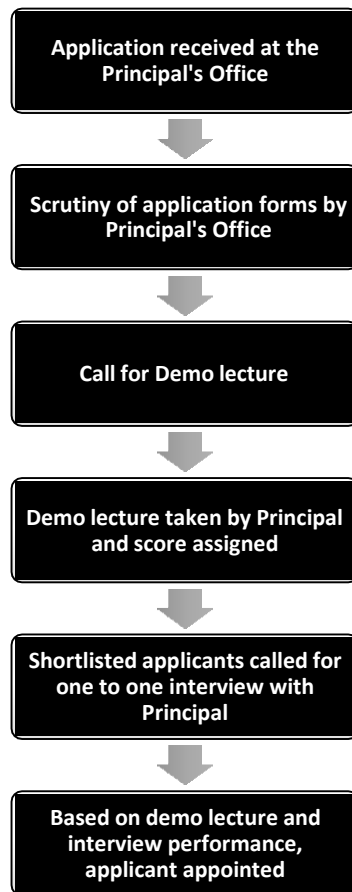 Application received at the
Principal's Office
Scrutiny of application forms by
Principal's Office
Call for Demo lecture
Demo lecture taken by Principal
and score assigned
Shortlisted applicants called for
one to one interview with
Principal
Based on demo lecture and
interview performance,
applicant appointed